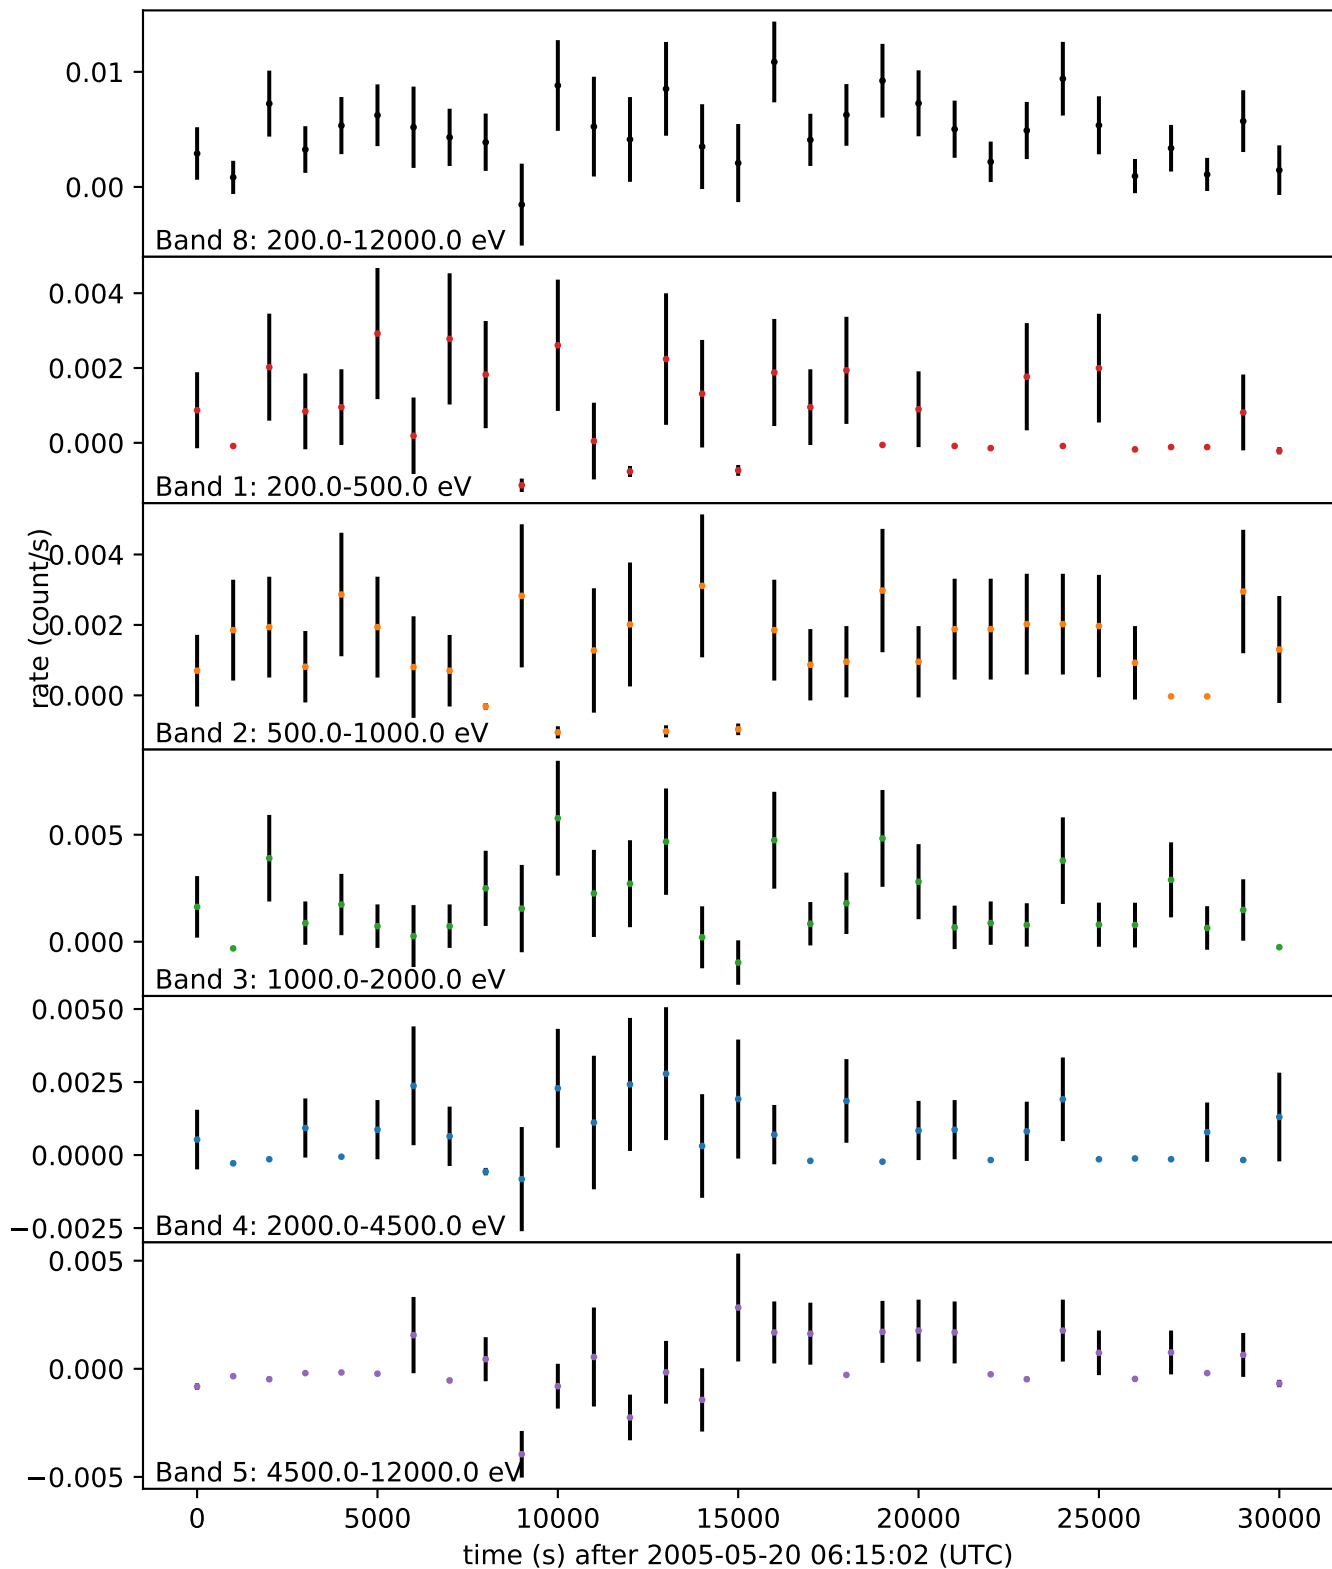 0.01
0.00
Band 8: 200.0-12000.0 eV
0.004
0.002
0.000
Band 1: 200.0-500.0 eV
rate (count/s)
0.004
0.002
0.000
Band 2: 500.0-1000.0 eV
0.005
0.000
Band 3: 1000.0-2000.0 eV
0.0050
0.0025
0.0000
−0.0025
Band 4: 2000.0-4500.0 eV
0.005
0.000
−0.005
Band 5: 4500.0-12000.0 eV
0 5000 10000 15000 20000 25000 30000
time (s) after 2005-05-20 06:15:02 (UTC)